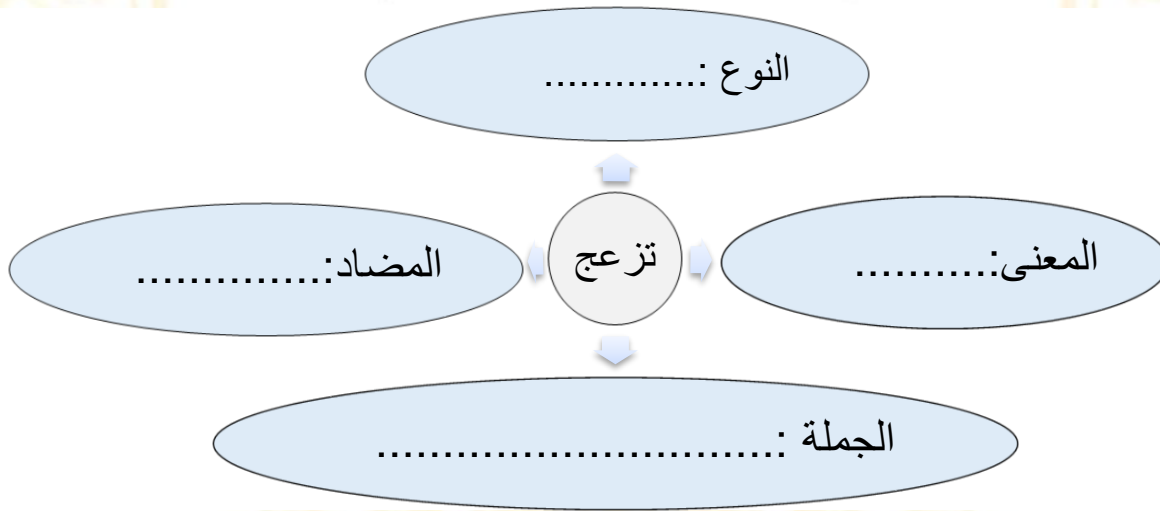 النوع :.............
المعنى:...........
تزعج
المضاد:...............
الجملة :..............................